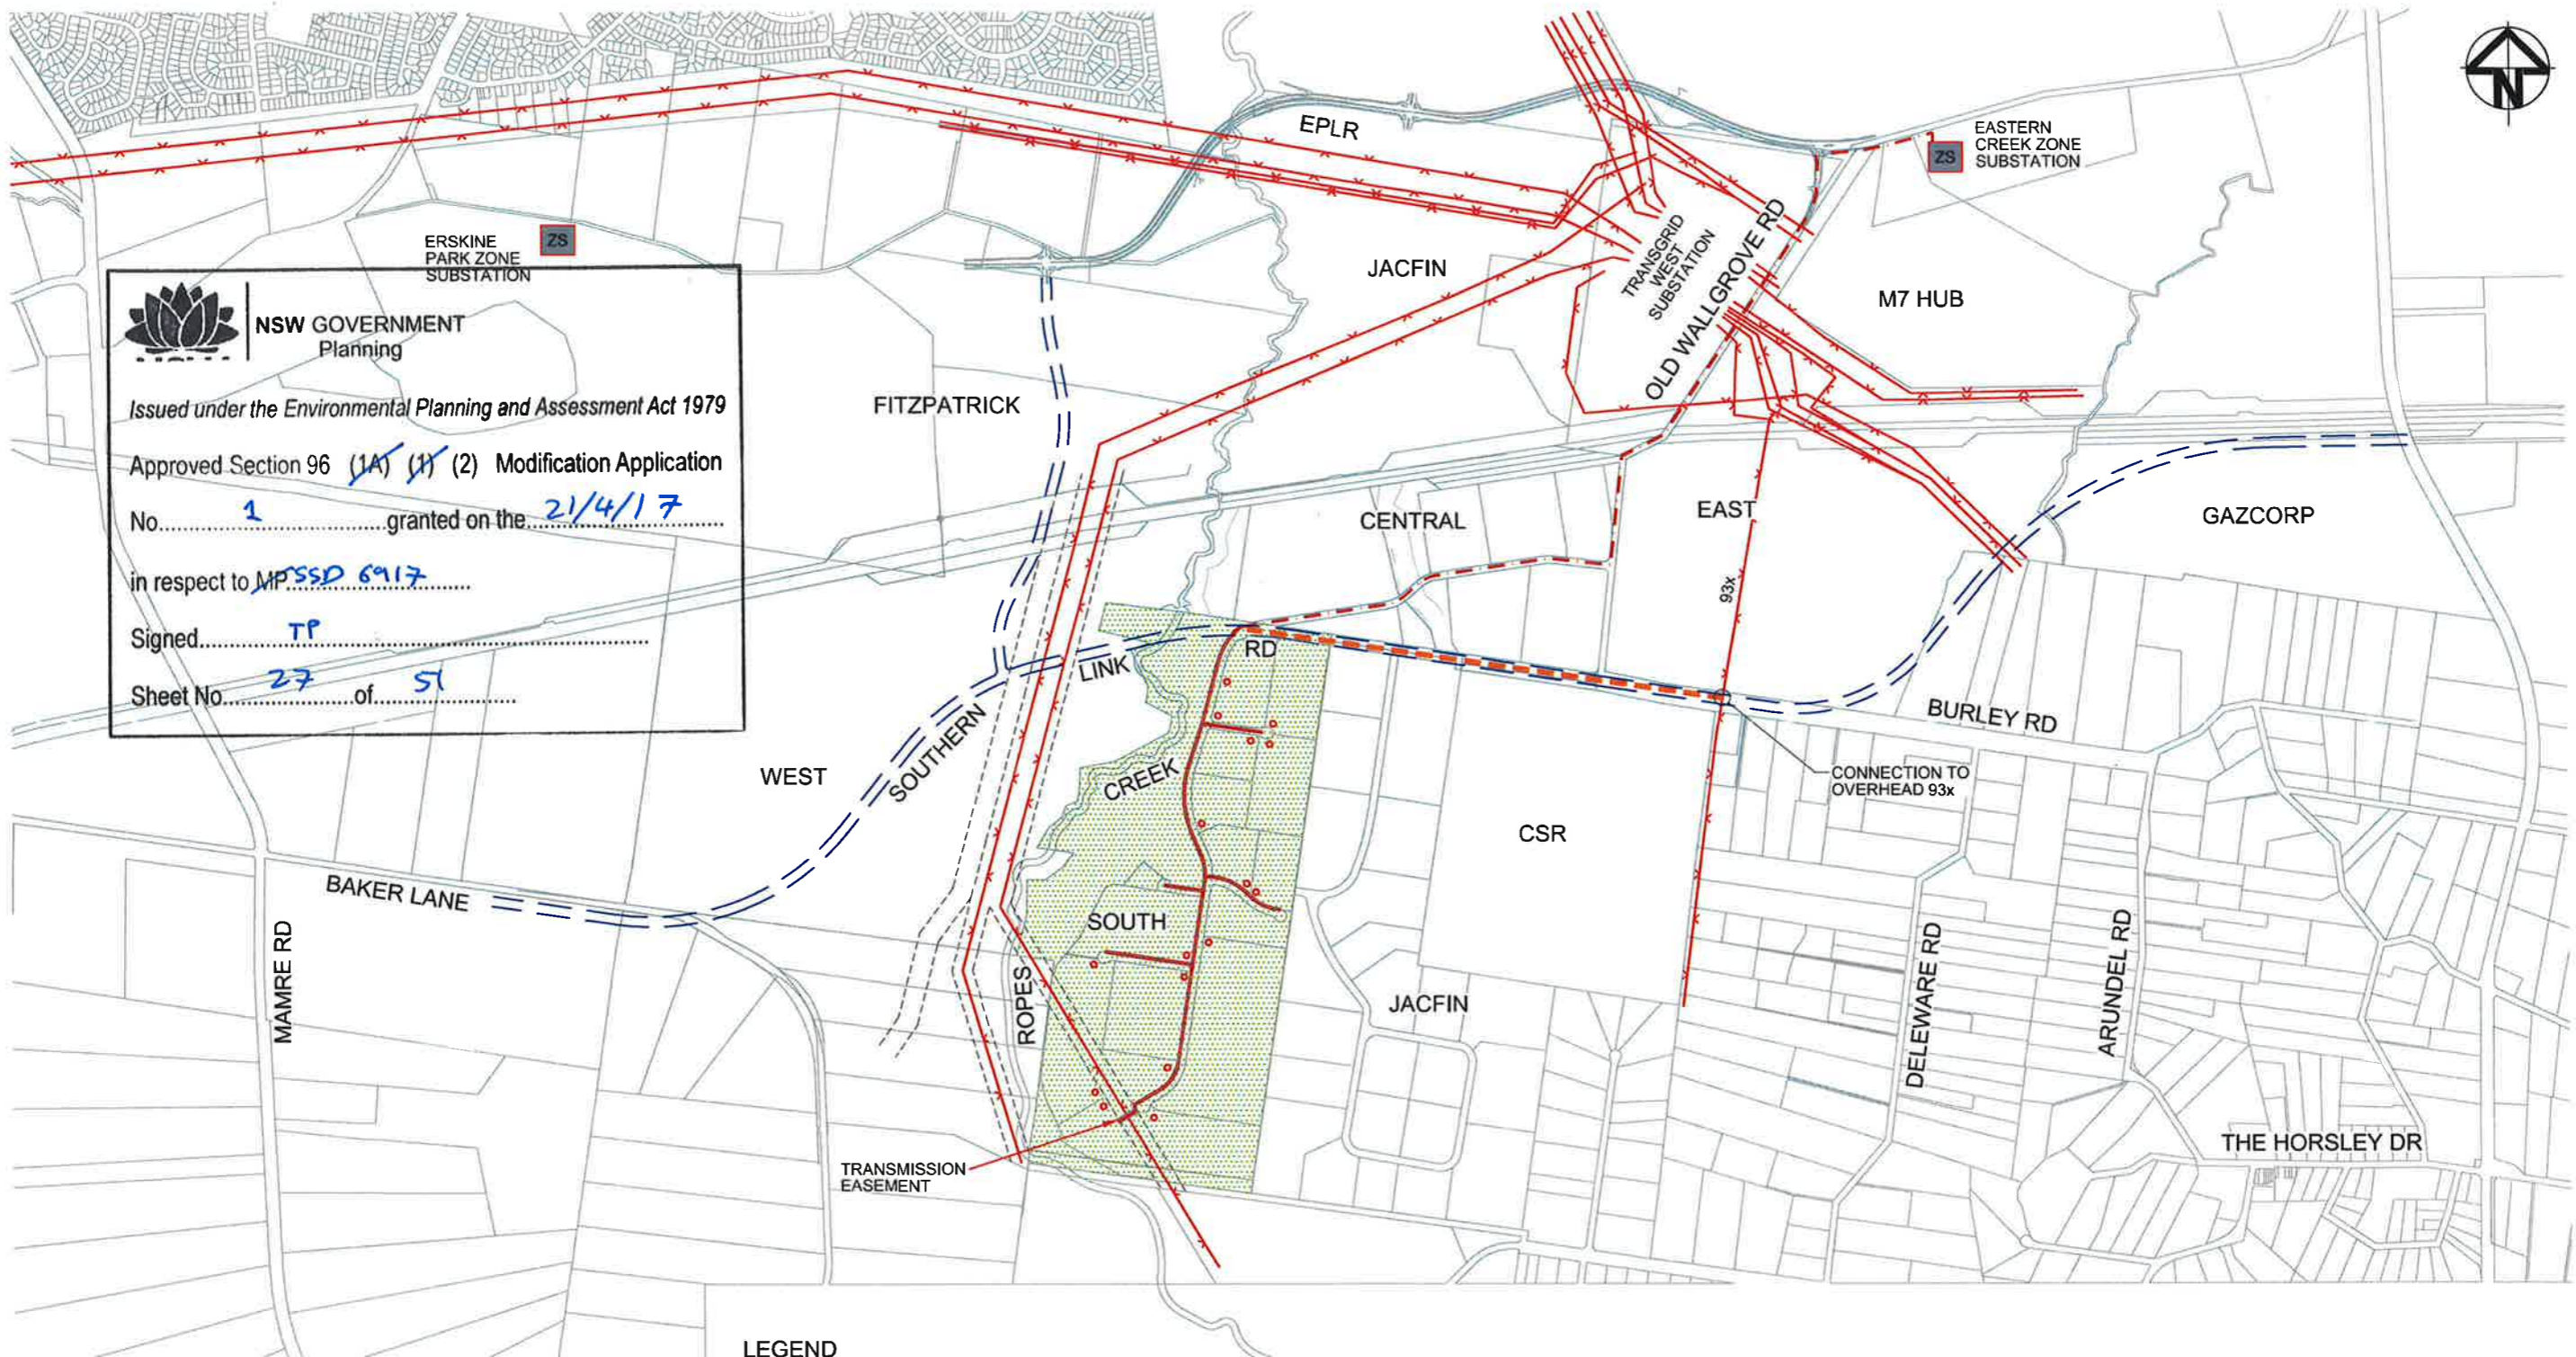 EPLR
EASTERN
CREEK ZONE
SUBSTATION
ZS
ERSKINE
PARK ZONE
SUBSTATION
ZS
TRANSGRID
WEST
SUBSTATION
OLD WALLGROVE RD
JACFIN
M7 HUB
N
NSW GOVERNMENT
Planning
Issued under the Environmental Planning and Assessment Act 1979
Approved Section 96 (1A) (1) (2) Modification Application
No. 1 granted on the 21/4/17
in respect to MP SSD 6917
Signed TP
Sheet No. 27 of 51
FITZPATRICK
CENTRAL
EAST
93x
GAZCORP
SOUTHERN
LINK
RD
BURLEY RD
WEST
CREEK
CONNECTION TO
OVERHEAD 93x
CSR
BAKER LANE
MAMRE RD
SOUTH
ROPES
JACFIN
DELEWARE RD
ARUNDEL RD
THE HORSLEY DR
TRANSMISSION
EASEMENT
LEGEND